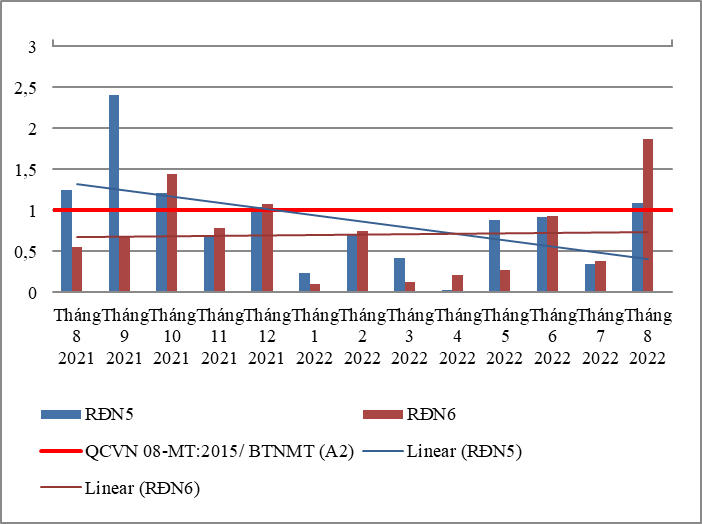 3
2,5
2
1,5
1
0,5
0
Tháng Tháng Tháng Tháng Tháng Tháng Tháng Tháng Tháng Tháng Tháng Tháng Tháng
8 9 10 11 12 1 2 3 4 5 6 7 8
2021 2021 2021 2021 2021 2022 2022 2022 2022 2022 2022 2022 2022
RĐN5 RĐN6
QCVN 08-MT:2015/ BTNMT (A2) Linear (RĐN5)
Linear (RĐN6)